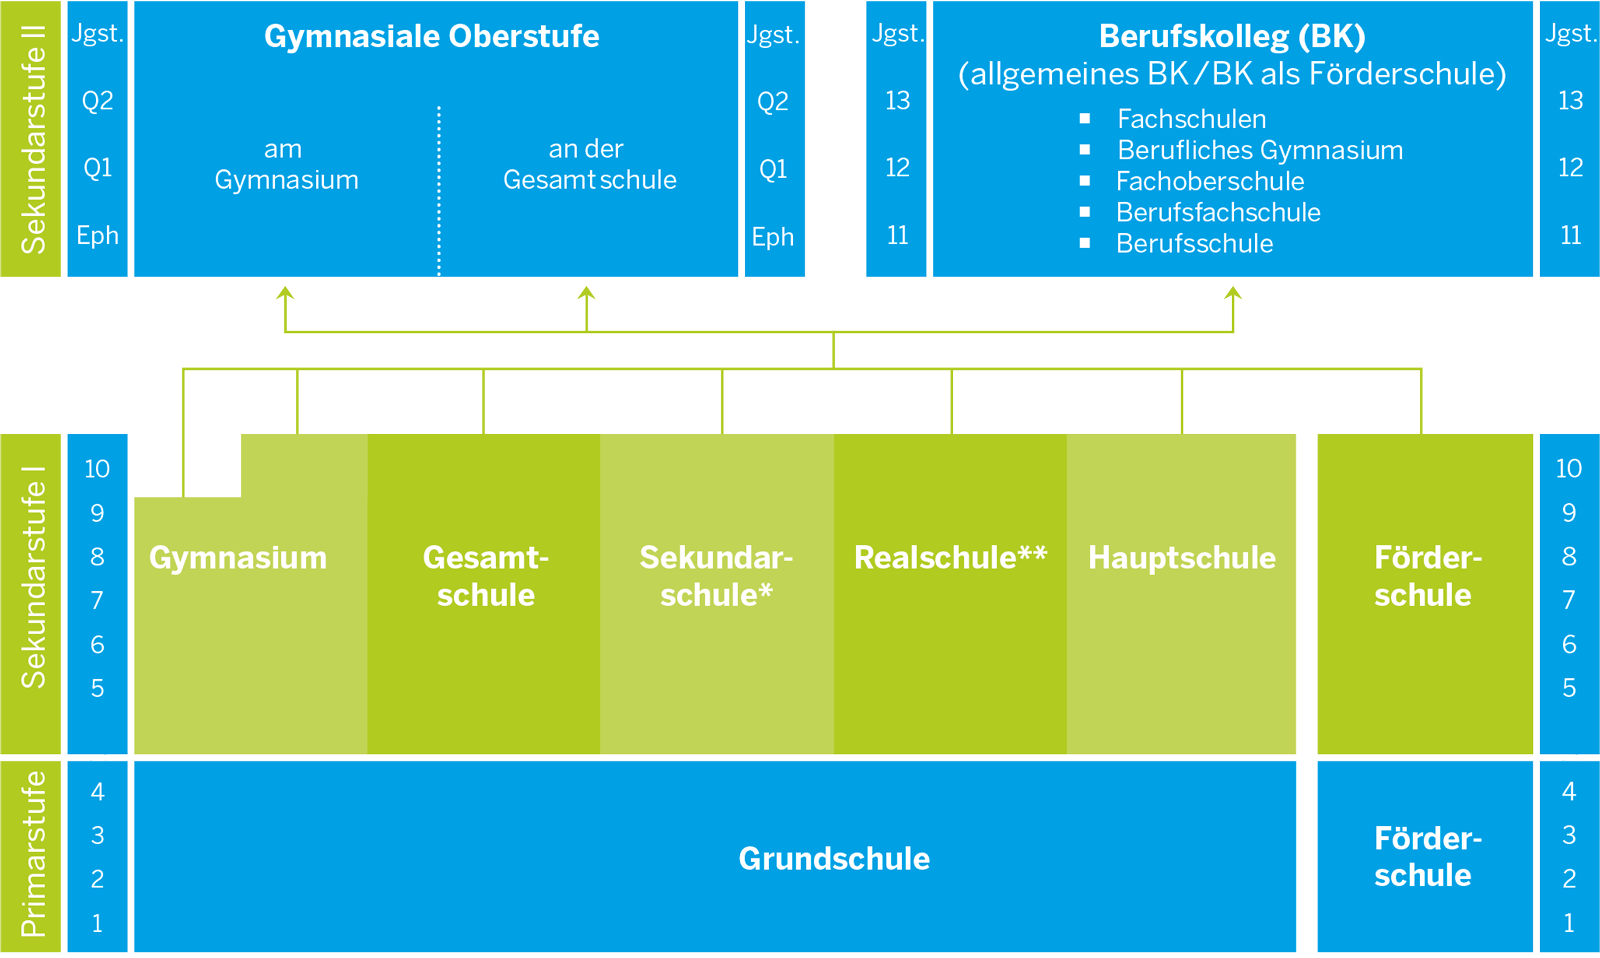 Sekundarstufe II
Jgst.
Q2
Q1
Eph
Gymnasiale Oberstufe
am
Gymnasium
an der
Gesamtschule
Jgst.
Q2
Q1
Eph
Jgst.
13
12
11
Berufskolleg (BK)
(allgemeines BK/BK als Förderschule)
▪ Fachschulen
▪ Berufliches Gymnasium
▪ Fachoberschule
▪ Berufsfachschule
▪ Berufsschule
Jgst.
13
12
11
Sekundarstufe I
10
9
8
7
6
5
Gymnasium
Gesamt-
schule
Sekundar-
schule*
Realschule**
Hauptschule
Förder-
schule
10
9
8
7
6
5
Primarstufe
4
3
2
1
Grundschule
Förder-
schule
4
3
2
1